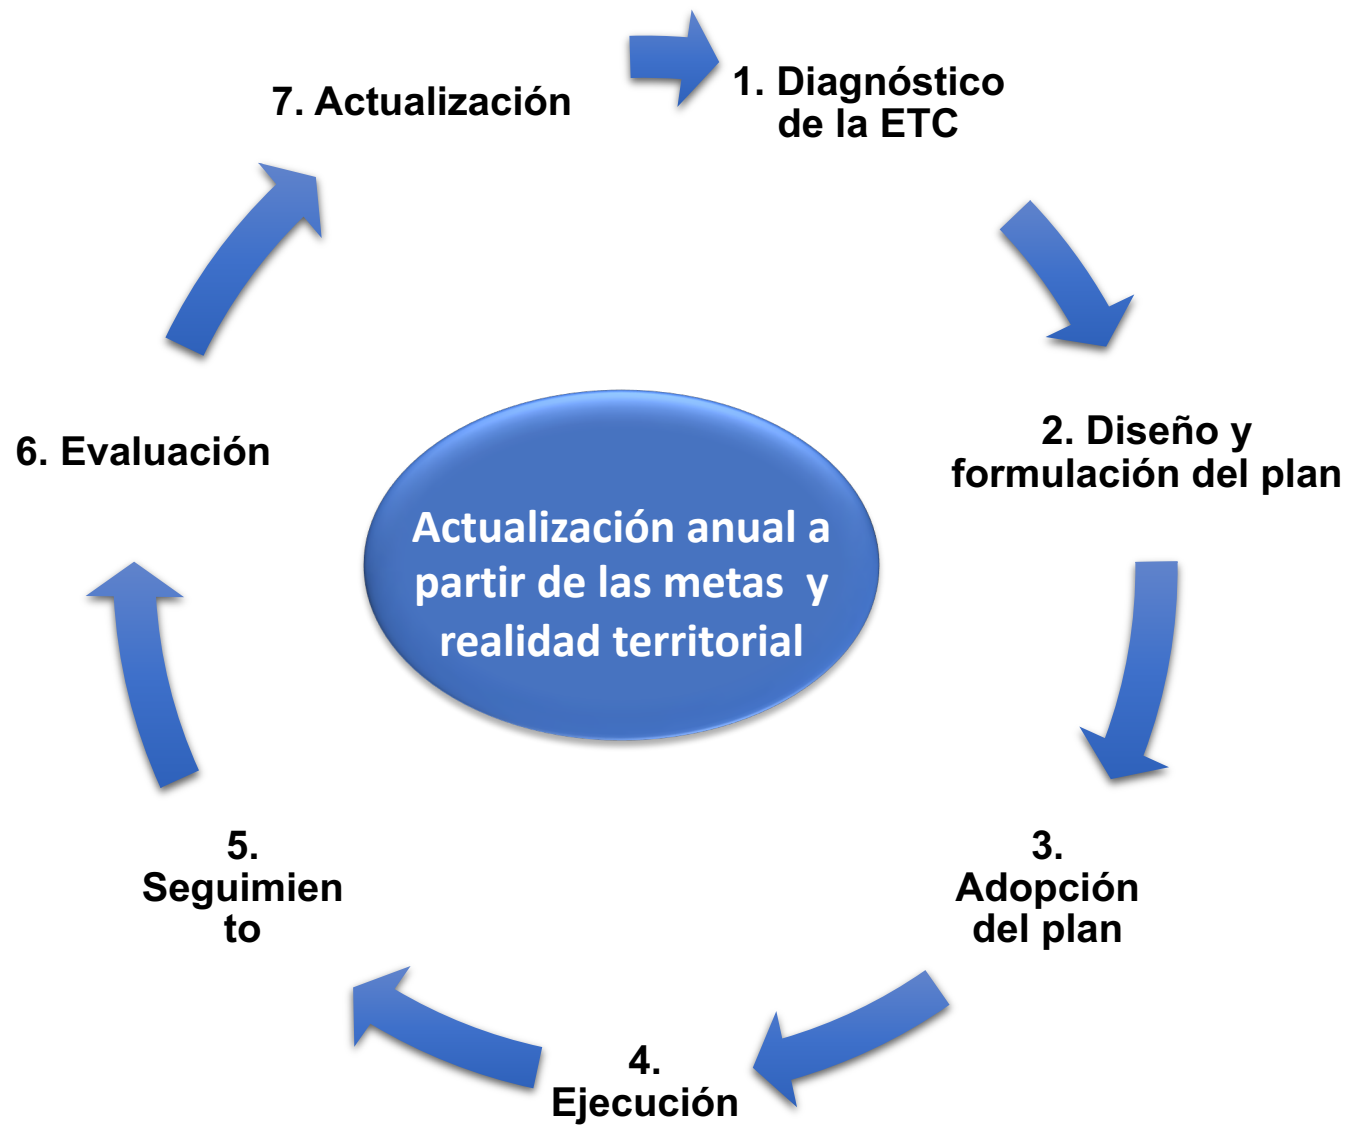 7. Actualización
1. Diagnóstico
de la ETC
2. Diseño y
formulación del plan
3.
Adopción
del plan
4.
Ejecución
5.
Seguimien
to
6. Evaluación
Actualización anual a
partir de las metas  y
realidad territorial